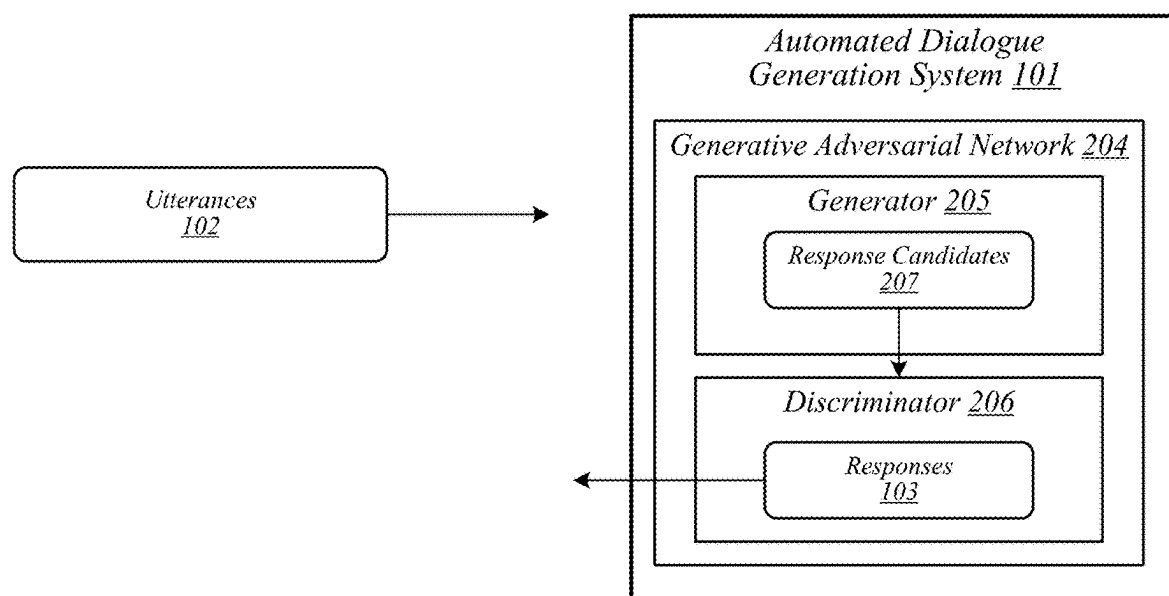 Automated Dialogue
Generation System 101
Generative Adversarial Network 204
Generator 205
Utterances
102
Response Candidates
207
Discriminator 206
Responses
103